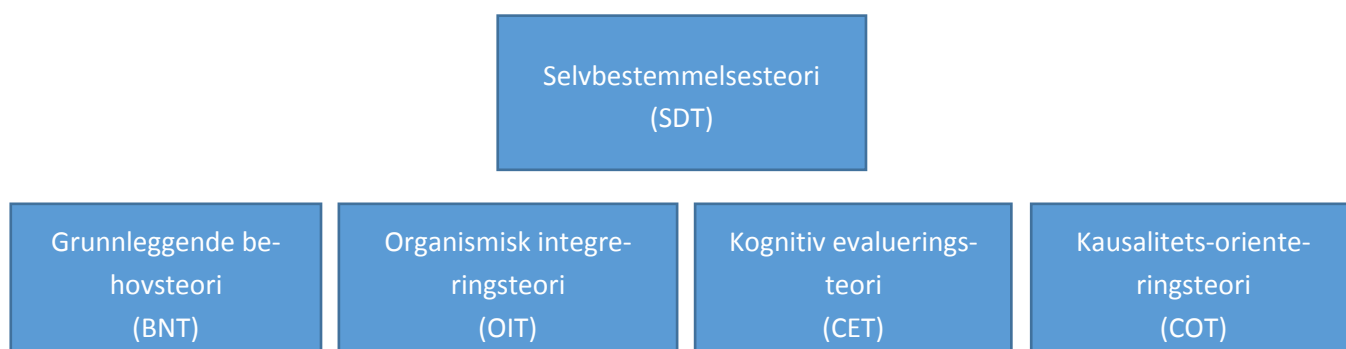 Selvbestemmelsesteori
(SDT)
Grunnleggende be-
hovsteori
(BNT)
Organismisk integre-
ringsteori
(OIT)
Kognitiv evaluerings-
teori
(CET)
Kausalitets-oriente-
ringsteori
(COT)